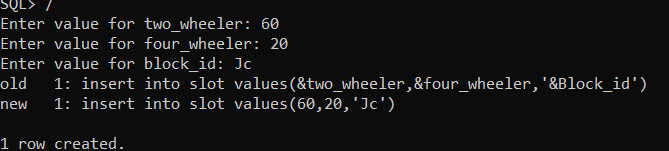 SQL> /
Enter value for two_wheeler: 60
Enter value for four_wheeler: 20
Enter value for block_id: Jc
old   1: insert into slot values(&two_wheeler,&four_wheeler,'&Block_id')
new   1: insert into slot values(60,20,'Jc')
1 row created.